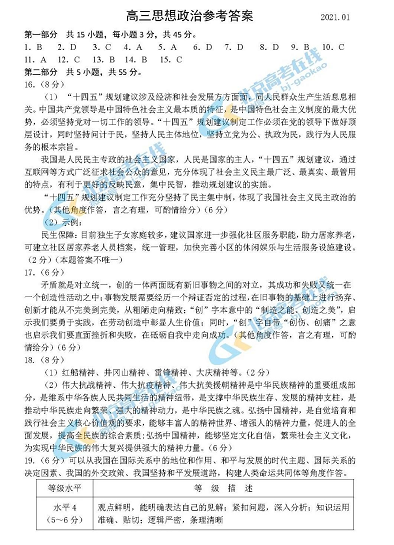 高三思想政治参考答案
2021.01
第一部分 共 15 小题，每小题 3 分，共 45 分。
1. B 2. D 3. C 4. A 5. A 6. D 7. D 8. B 9. B 10. C
11. A 12. C 13. B 14. D 15. C
第二部分 共 5 小题，共 55 分。
16.（8 分）
（1）“十四五”规划建议涉及经济和社会发展方方面面，同人民群众生产生活息息相
关。中国共产党领导是中国特色社会主义最本质的特征，是中国特色社会主义制度的最大优
势，必须坚持党对一切工作的领导。“十四五”规划建议制定工作必须在党的领导下做好顶
层设计，同时坚持问计于民，坚持人民主体地位，坚持立党为公、执政为民，践行为人民服
务的根本宗旨。
我国是人民民主专政的社会主义国家，人民是国家的主人，“十四五”规划建议，通过
互联网等方式广泛征求社会公众的意见，充分体现了社会主义民主最广泛、最真实、最管用
的特点，有利于更好的反映民意，集中民智，推动规划建议的实施。
“十四五”规划建议制定工作充分坚持了民主集中制，体现了我国社会主义民主政治的
优势。（其他角度作答，言之有理，可酌情给分）（6 分）
（2）示例：
民生保障：目前独生子女家庭较多，建议国家进一步强化社区服务职能，助力居家养老，
可建立社区居家养老人员档案，统一管理，加快完善小区的休闲娱乐与生活服务设施建设。
（2 分）（本题答案不唯一）
17.（6 分）
矛盾就是对立统一，创的一体两面既有新旧事物之间的对立，其成功和失败又统一在
一个创造性活动之中；事物发展需要经历一个辩证否定的过程，在旧事物的基础上进行扬弃、
创新才能从不完美到完美，从粗陋走向精致；“创”字本意中的“制造之能，创造之美”，启
示我们要勇于实践，在劳动创造中彰显人生价值；同时，“创”字自带“创伤、创痛”之意
也启示我们要直面挫折和失败，在砥砺自我中走向成功。（其他角度作答，言之有理，可酌
情给分）（6 分）
18.（8 分）
（1）红船精神、井冈山精神、雷锋精神、大庆精神等。（2 分）
（2）伟大抗战精神、伟大抗疫精神、伟大抗美援朝精神是中华民族精神的重要组成部
分，是维系中华各族人民共同生活的精神纽带，是支撑中华民族生存、发展的精神支柱，是
推动中华民族走向繁荣、强大的精神动力，是中华民族之魂。弘扬中国精神，是自觉培育和
践行社会主义核心价值观的要求，能够丰富人的精神世界、增强人的精神力量，促进人的全
面发展，提高全民族的综合素质；弘扬中国精神，能够坚定文化自信，繁荣社会主义文化，
为实现中华民族的伟大复兴提供强大的精神力量。（6 分）
19.（6 分）可以从我国在国际关系中的地位和作用、和平与发展的时代主题、国际关系的
决定因素、我国的外交政策、我国坚持和平发展道路，构建人类命运共同体等角度作答。
等级水平 等 级 描 述
水平 4 观点鲜明，能明确表达自己的见解；紧扣问题，深入分析；知识运用
（5～6 分） 准确、贴切；逻辑严密，条理清晰